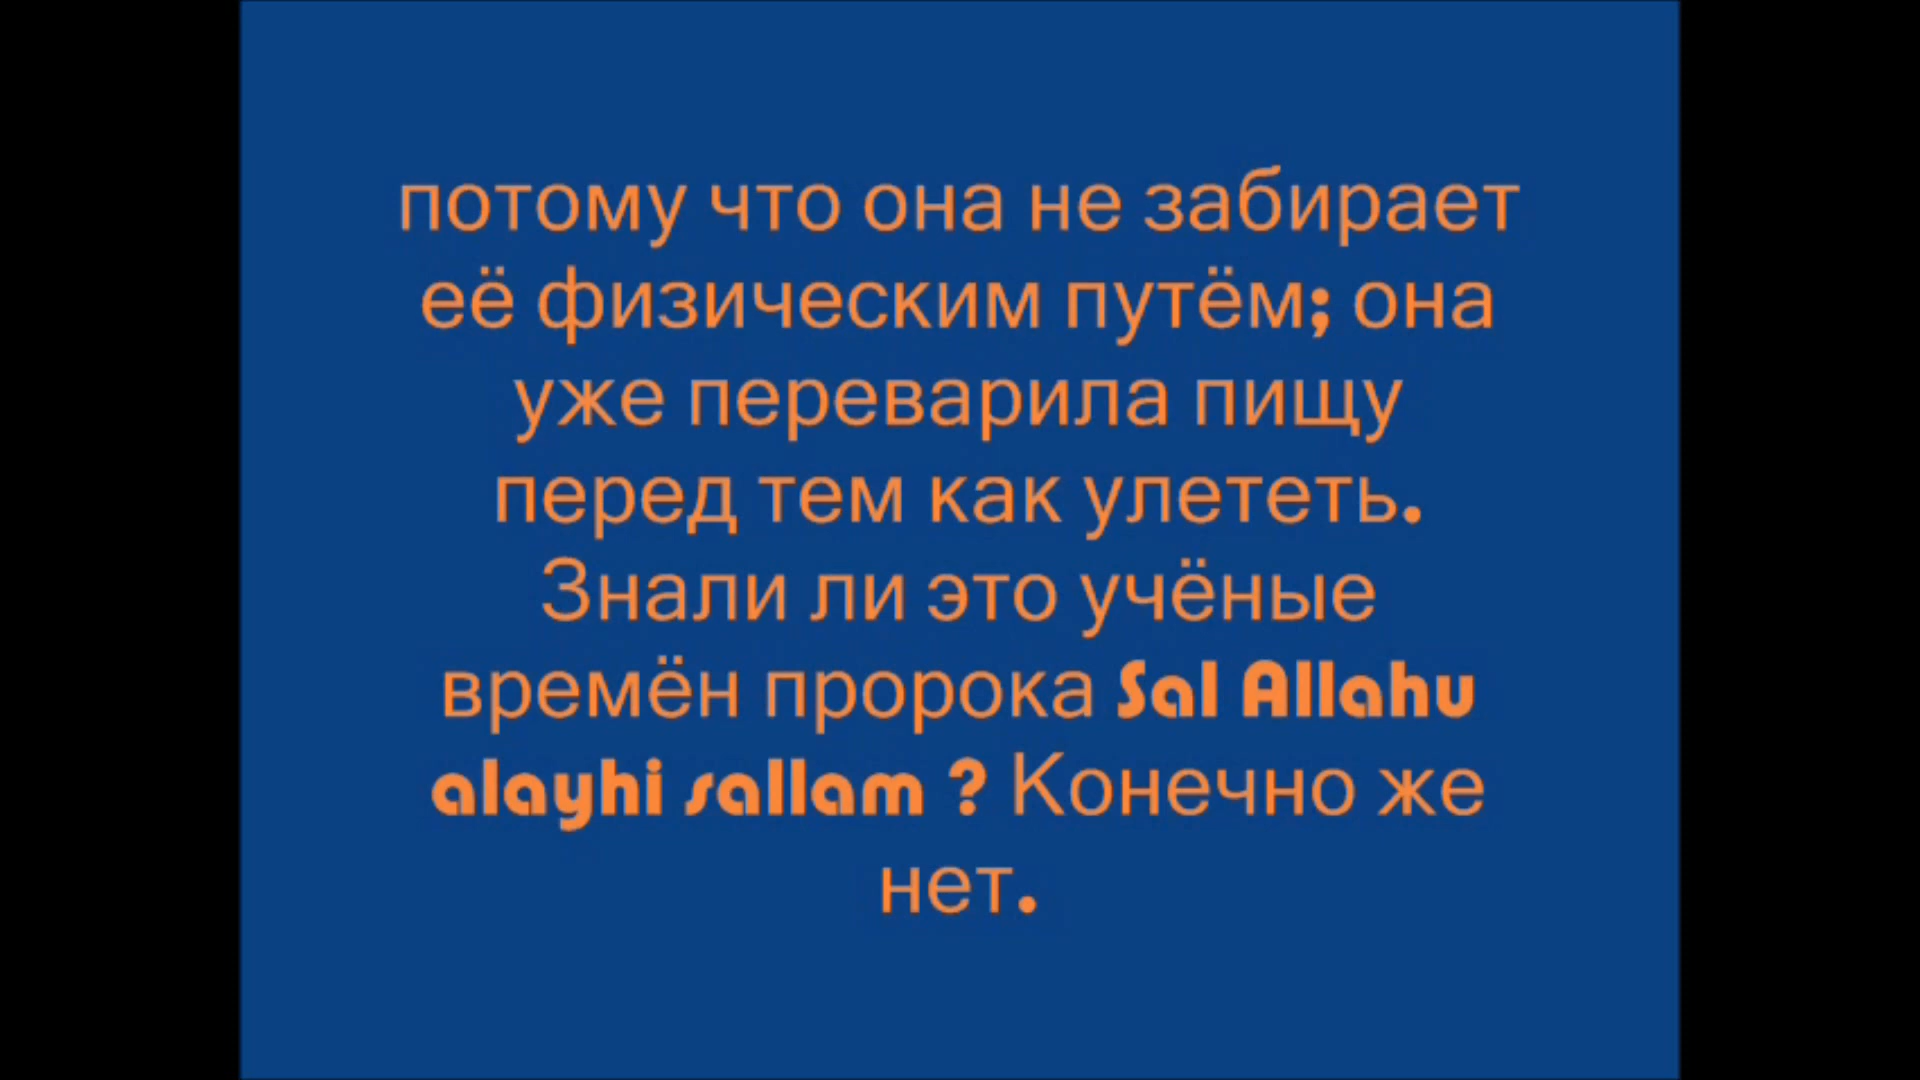 потому что она не забирает
её физическим путём; она
уже переварила пищу
перед тем как улететь.
Знали ли это учёные
времён пророка Sal Allahu
alayhi sallam ? Конечно же
нет.